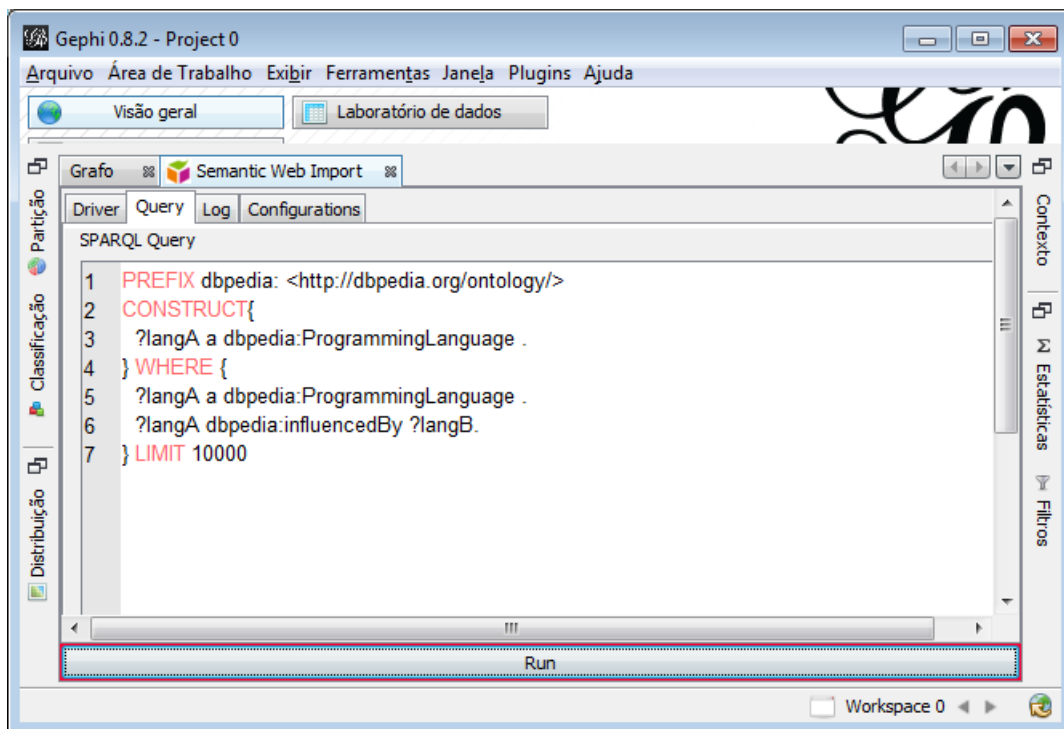 Gephi 0.8.2 - Project 0
Arquivo Área de Trabalho Exibir Ferramentas Janela Plugins Ajuda
Visão geral Laboratório de dados
Grafo Semantic Web Import
Driver Query Log Configurations
SPARQL Query
1 PREFIX dbpedia: <http://dbpedia.org/ontology/>
2 CONSTRUCT{
3 ?langA a dbpedia:ProgrammingLanguage .
4 } WHERE {
5 ?langA a dbpedia:ProgrammingLanguage .
6 ?langA dbpedia:influencedBy ?langB.
7 } LIMIT 10000
Run
Partição
Classificação
Distribuição
Contexto
Σ Estatísticas
Filtros
Workspace 0